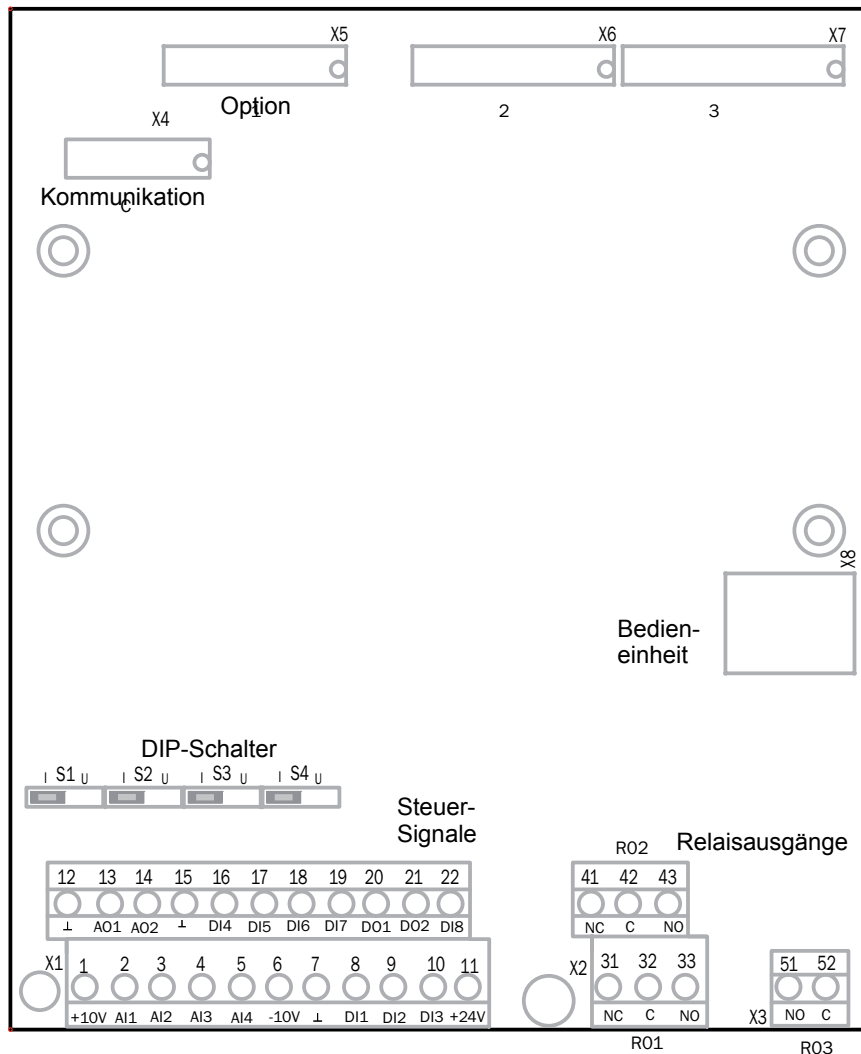 X5 X6 X7
Option
1 2 3
X4
Kommunikation
C
X8
Bedien-
einheit
DIP-Schalter
I S1 U I S2 U I S3 U I S4 U
Steuer-
Signale
R02 Relaisausgänge
12 13 14 15 16 17 18 19 20 21 22
⊥ AO1 AO2 ⊥ DI4 DI5 DI6 DI7 DO1 DO2 DI8
41 42 43
NC C NO
X1 1 2 3 4 5 6 7 8 9 10 11
+10V AI1 AI2 AI3 AI4 -10V ⊥ DI1 DI2 DI3 +24V
X2 31 32 33
NC C NO
R01
X3 51 52
NO C
R03